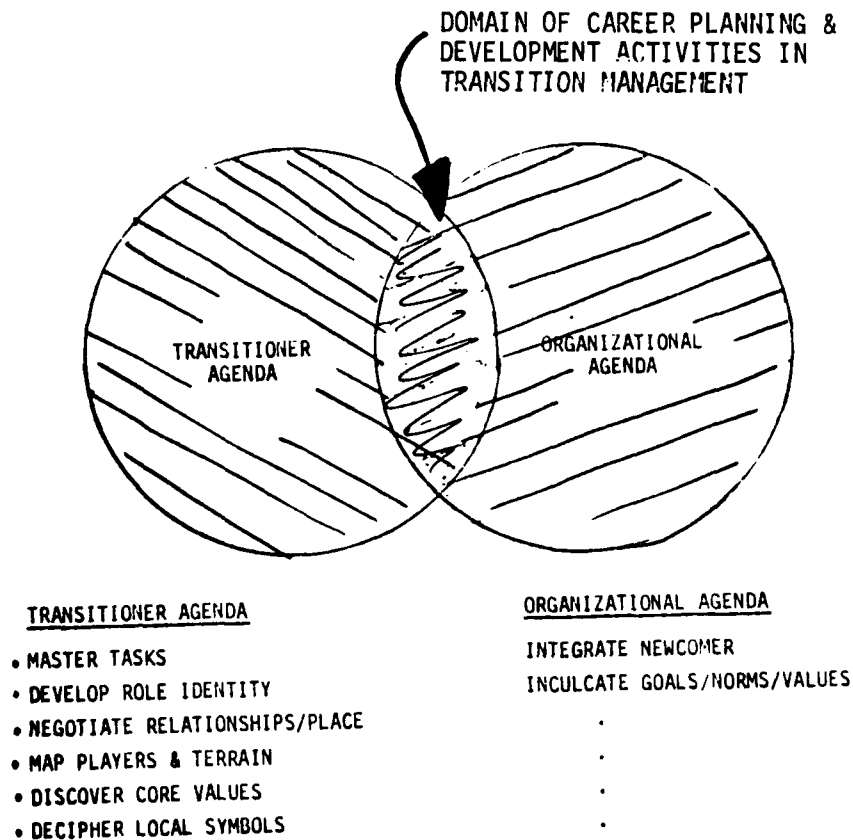 DOMAIN OF CAREER PLANNING &
DEVELOPMENT ACTIVITIES IN
TRANSITION MANAGEMENT
TRANSITIONER
AGENDA
ORGANIZATIONAL
AGENDA
TRANSITIONER AGENDA
• MASTER TASKS
• DEVELOP ROLE IDENTITY
• NEGOTIATE RELATIONSHIPS/PLACE
• MAP PLAYERS & TERRAIN
• DISCOVER CORE VALUES
• DECIPHER LOCAL SYMBOLS
ORGANIZATIONAL AGENDA
INTEGRATE NEWCOMER
INCULCATE GOALS/NORMS/VALUES
.
.
.
.